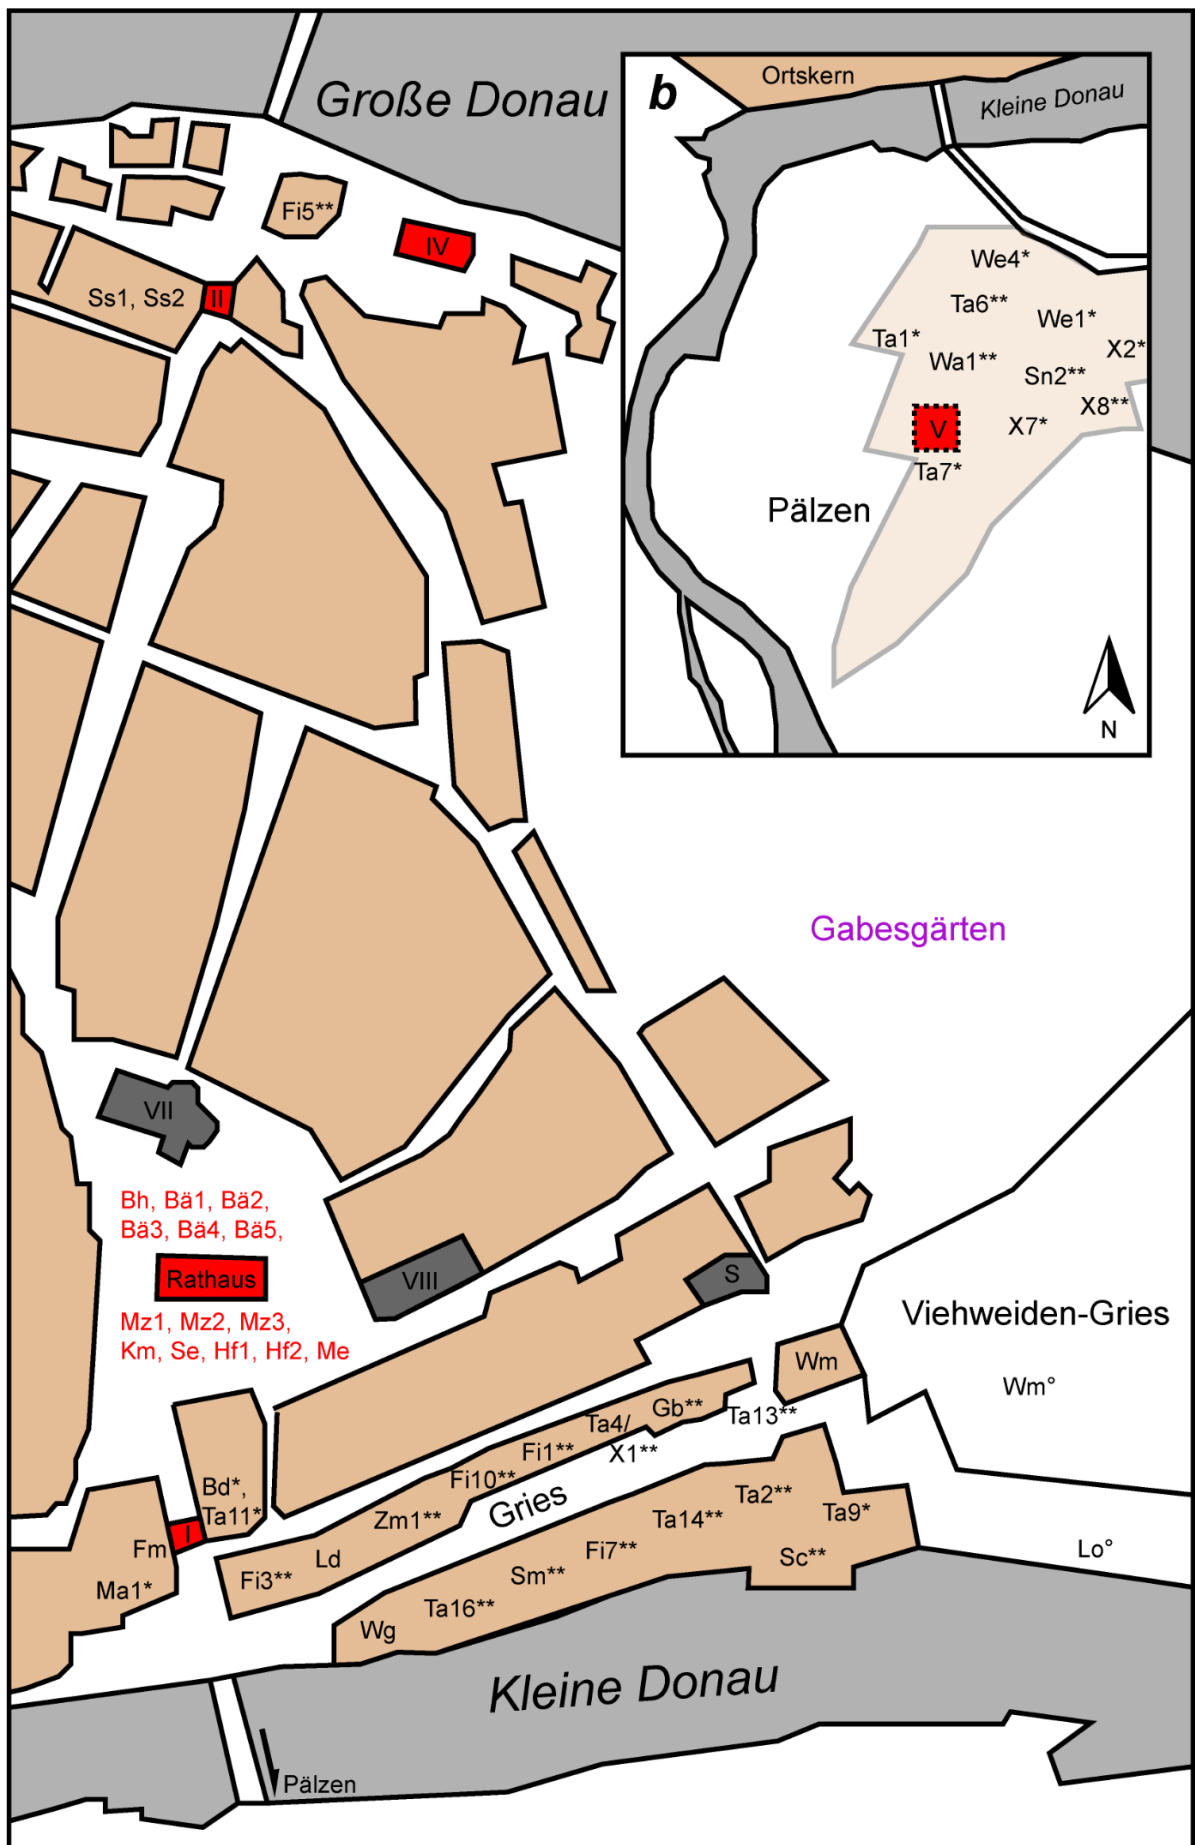 Große Donau
b
Ortskern
Kleine Donau
We4*
Ta6**
We1*
Ta1*
X2*
Wa1**
Sn2**
X8**
V
X7*
Ta7*
Pälzen
N
Fi5**
IV
Ss1, Ss2
II
Gabesgärten
VII
Bh, Bä1, Bä2,
Bä3, Bä4, Bä5,
Rathaus
Mz1, Mz2, Mz3,
Km, Se, Hf1, Hf2, Me
VIII
S
Viehweiden-Gries
Wm
Wm°
Gb**
Ta13**
Ta4/
X1**
Fi1**
Fi10**
Bd*,
Ta11*
Zm1**
Gries
Ta2**
Ta9*
Ta14**
I
Fm
Ld
Fi7**
Sc**
Lo°
Fi3**
Ma1*
Sm**
Ta16**
Wg
Kleine Donau
Pälzen